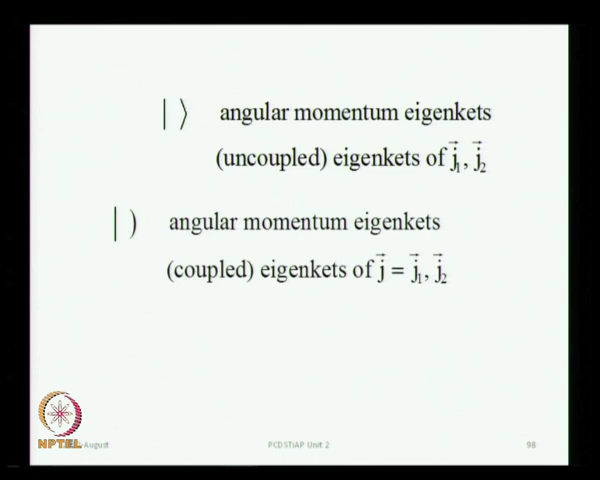 | ⟩ angular momentum eigenkets
(uncoupled) eigenkets of j⃗₁, j⃗₂
| ) angular momentum eigenkets
(coupled) eigenkets of j⃗ = j⃗₁, j⃗₂
NPTEL August PCDSTiAP Unit 2 98